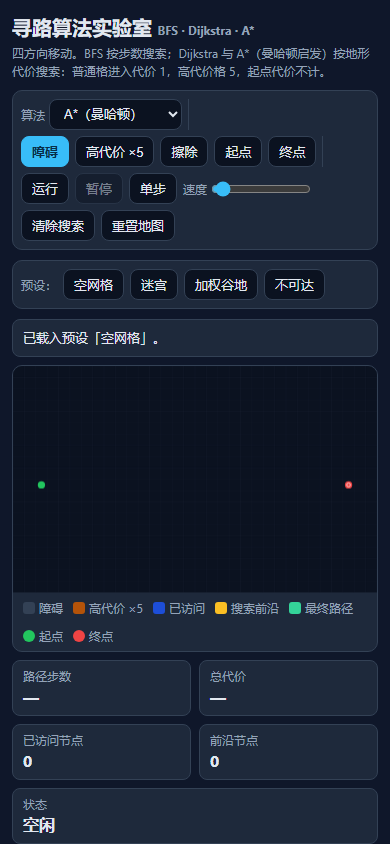 寻路算法实验室 BFS · Dijkstra · A*
四方向移动。BFS 按步数搜索；Dijkstra 与 A*（曼哈顿启发）按地形
代价搜索：普通格进入代价 1，高代价格 5，起点代价不计。
算法 A*（曼哈顿）
障碍 高代价 ×5 擦除 起点 终点
运行 暂停 单步 速度
清除搜索 重置地图
预设： 空网格 迷宫 加权谷地 不可达
已载入预设「空网格」。
障碍 高代价 ×5 已访问 搜索前沿 最终路径
起点 终点
路径步数 总代价
— —
已访问节点 前沿节点
0 0
状态
空闲